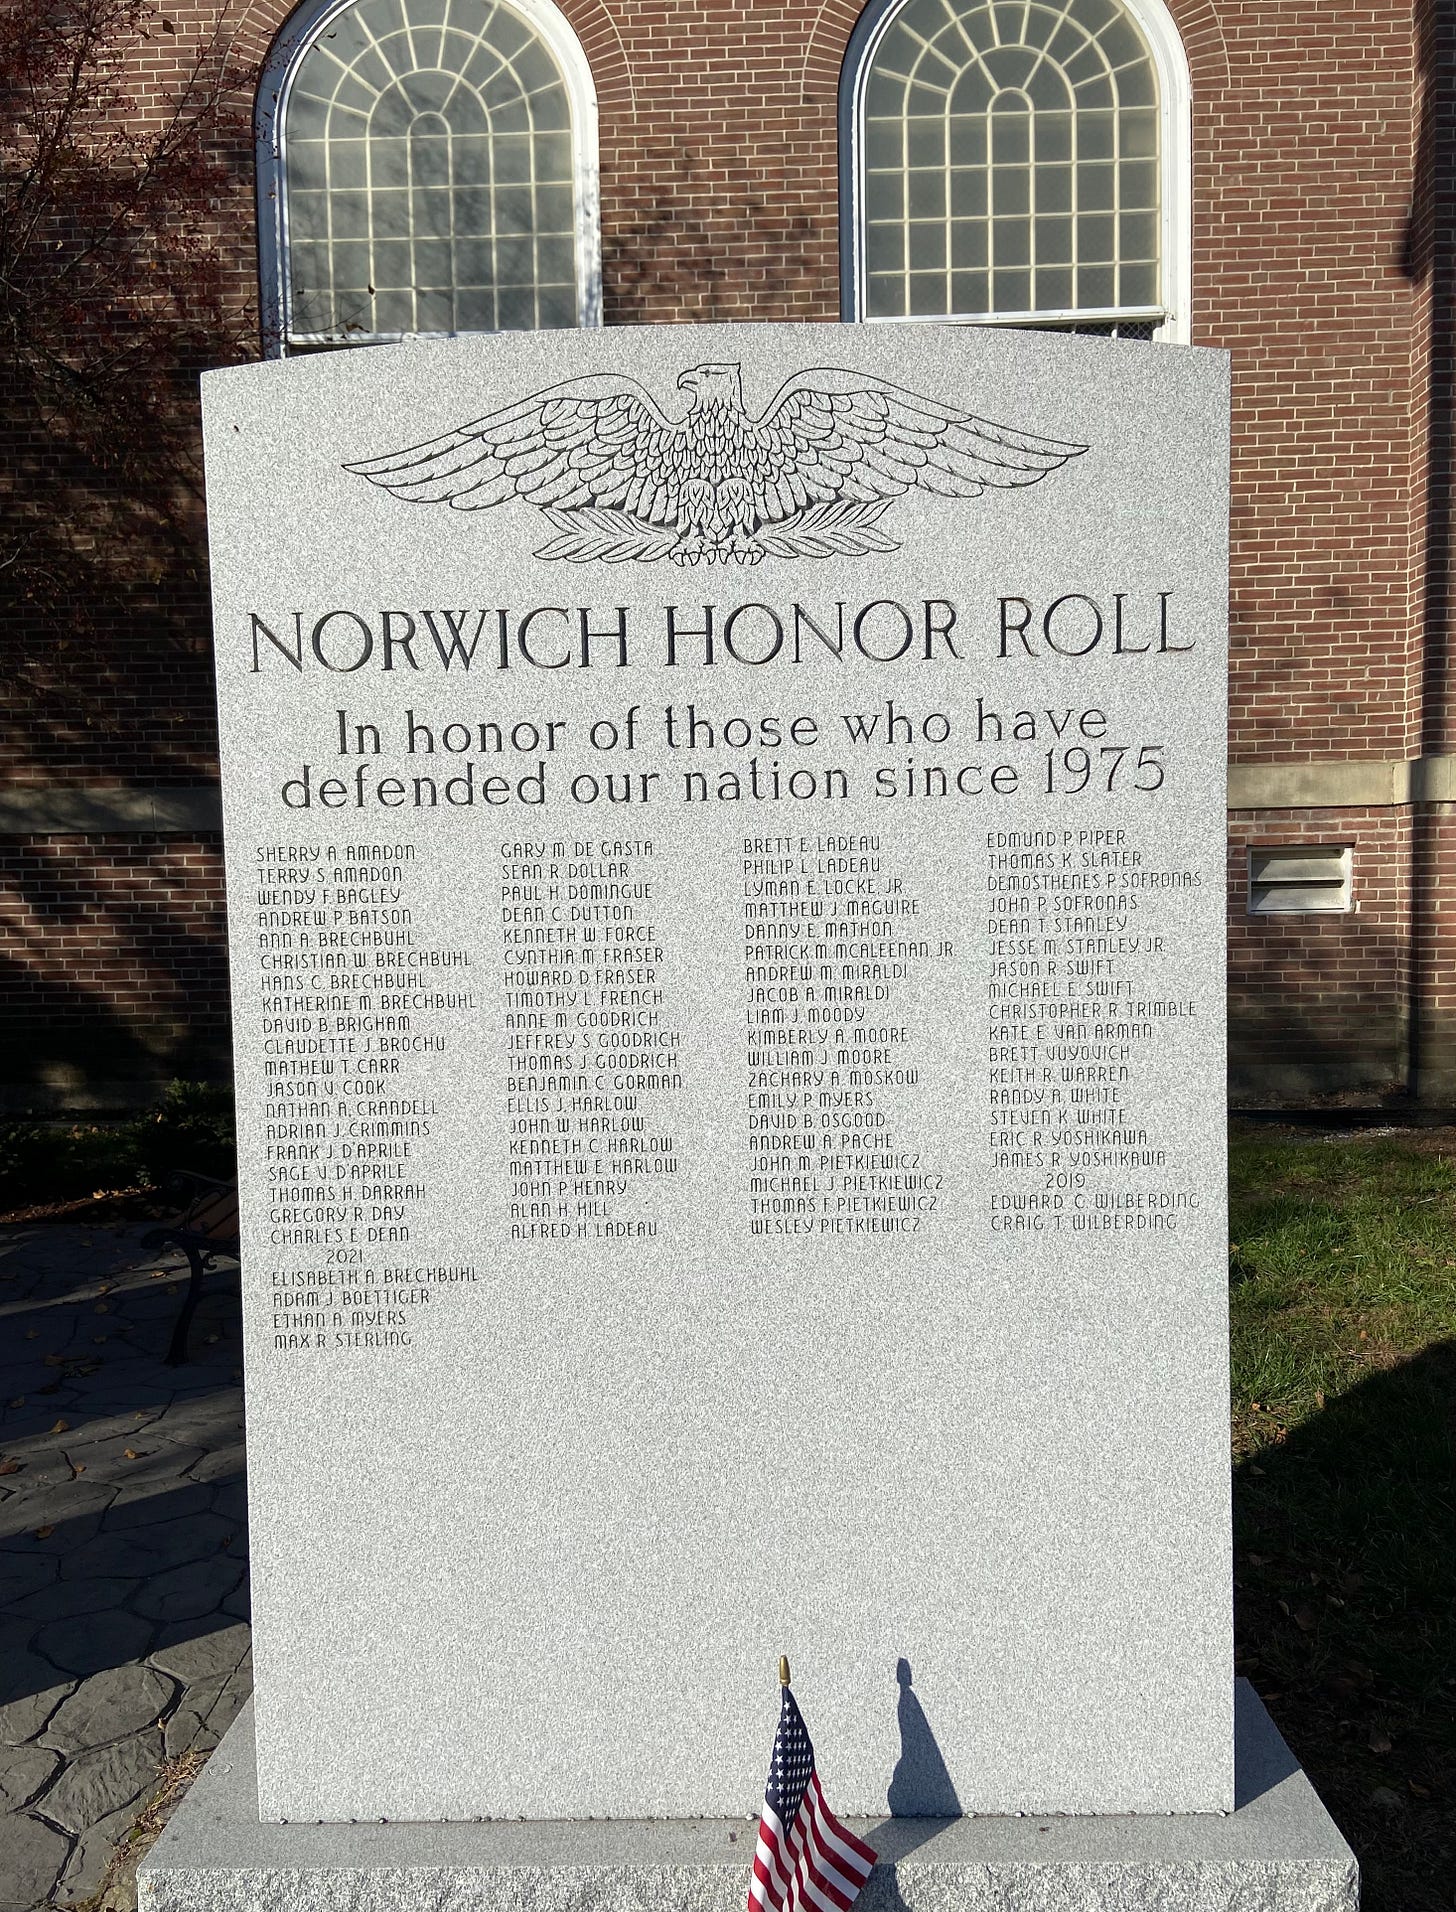 NORWICH HONOR ROLL
In honor of those who have
defended our nation since 1975
SHERRY A. AMADON
TERRY S. AMADON
WENDY F. BAGLEY
ANDREW P. BATSON
ANN A. BRECHBUHL
CHRISTIAN W. BRECHBUHL
HANS C. BRECHBUHL
KATHERINE M. BRECHBUHL
DAVID B. BRIGHAM
CLAUDETTE J. BROCHU
MATHEW T. CARR
JASON V. COOK
NATHAN A. CRANDELL
ADRIAN J. CRIMMINS
FRANK J. D'APRILE
SAGE V. D'APRILE
THOMAS H. DARRAH
GREGORY R. DAY
CHARLES E. DEAN
2021
ELISABETH A. BRECHBUHL
ADAM J. BOETTIGER
ETHAN A. MYERS
MAX R. STERLING
GARY M. DE GASTA
SEAN R. DOLLAR
PAUL H. DOMINGUE
DEAN C. DUTTON
KENNETH W. FORCE
CYNTHIA M. FRASER
HOWARD D. FRASER
TIMOTHY L. FRENCH
ANNE M. GOODRICH
JEFFREY S. GOODRICH
THOMAS J. GOODRICH
BENJAMIN C. GORMAN
ELLIS J. HARLOW
JOHN W. HARLOW
KENNETH C. HARLOW
MATTHEW E. HARLOW
JOHN P. HENRY
ALAN H. HILL
ALFRED H. LADEAU
BRETT E. LADEAU
PHILIP L. LADEAU
LYMAN E. LOCKE, JR.
MATTHEW J. MAGUIRE
DANNY E. MATHON
PATRICK M. MCALEENAN, JR.
ANDREW M. MIRALDI
JACOB A. MIRALDI
LIAM J. MOODY
KIMBERLY A. MOORE
WILLIAM J. MOORE
ZACHARY A. MOSKOW
EMILY P. MYERS
DAVID B. OSGOOD
ANDREW A. PACHE
JOHN M. PIETKIEWICZ
MICHAEL J. PIETKIEWICZ
THOMAS F. PIETKIEWICZ
WESLEY PIETKIEWICZ
EDMUND P. PIPER
THOMAS K. SLATER
DEMOSTHENES P. SOFRONAS
JOHN P. SOFRONAS
DEAN T. STANLEY
JESSE M. STANLEY, JR.
JASON R. SWIFT
MICHAEL E. SWIFT
CHRISTOPHER R. TRIMBLE
KATE E. VAN ARMAN
BRETT VUYOVICH
KEITH R. WARREN
RANDY A. WHITE
STEVEN K. WHITE
ERIC R. YOSHIKAWA
JAMES R. YOSHIKAWA
2019
EDWARD C. WILBERDING
CRAIG T. WILBERDING